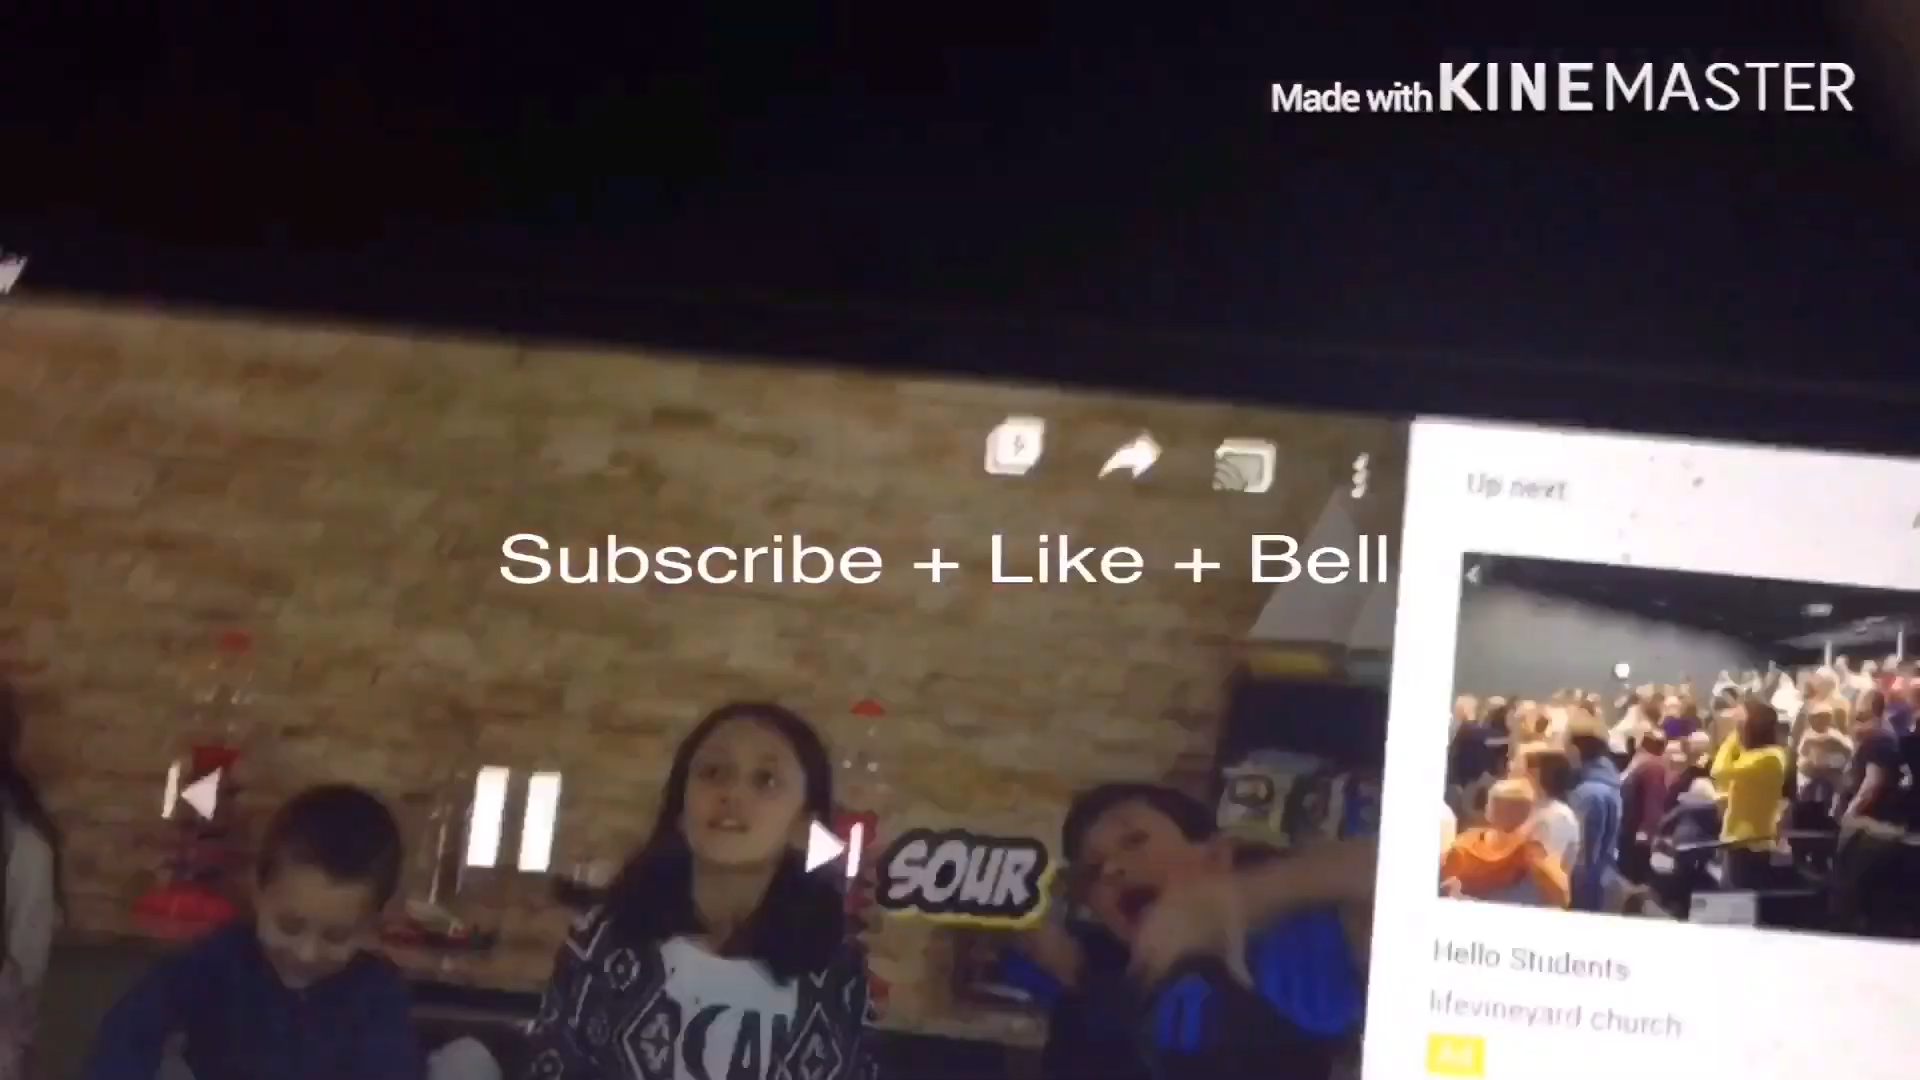 Made with KINEMASTER
Up next
Subscribe + Like + Bell
SOUR
Hello Students
lifevineyard church
Ad